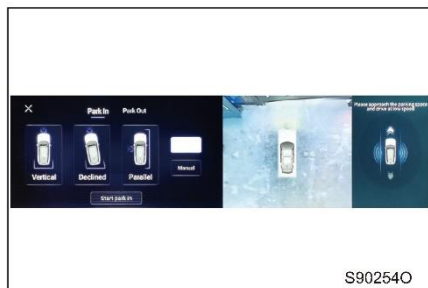 Park In Park Out
Please approach the parking space
and drive at low speed
Vertical Declined Parallel Manual
Start park in
S90254O